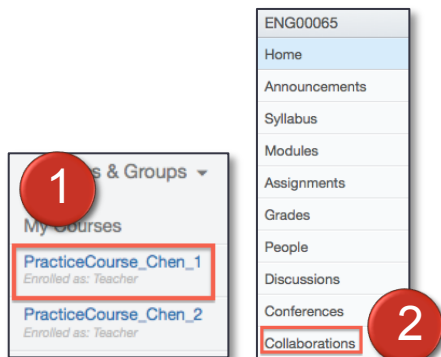 1
s & Groups
My Courses
PracticeCourse_Chen_1
Enrolled as: Teacher
PracticeCourse_Chen_2
Enrolled as: Teacher
ENG00065
Home
Announcements
Syllabus
Modules
Assignments
Grades
People
Discussions
Conferences
Collaborations
2